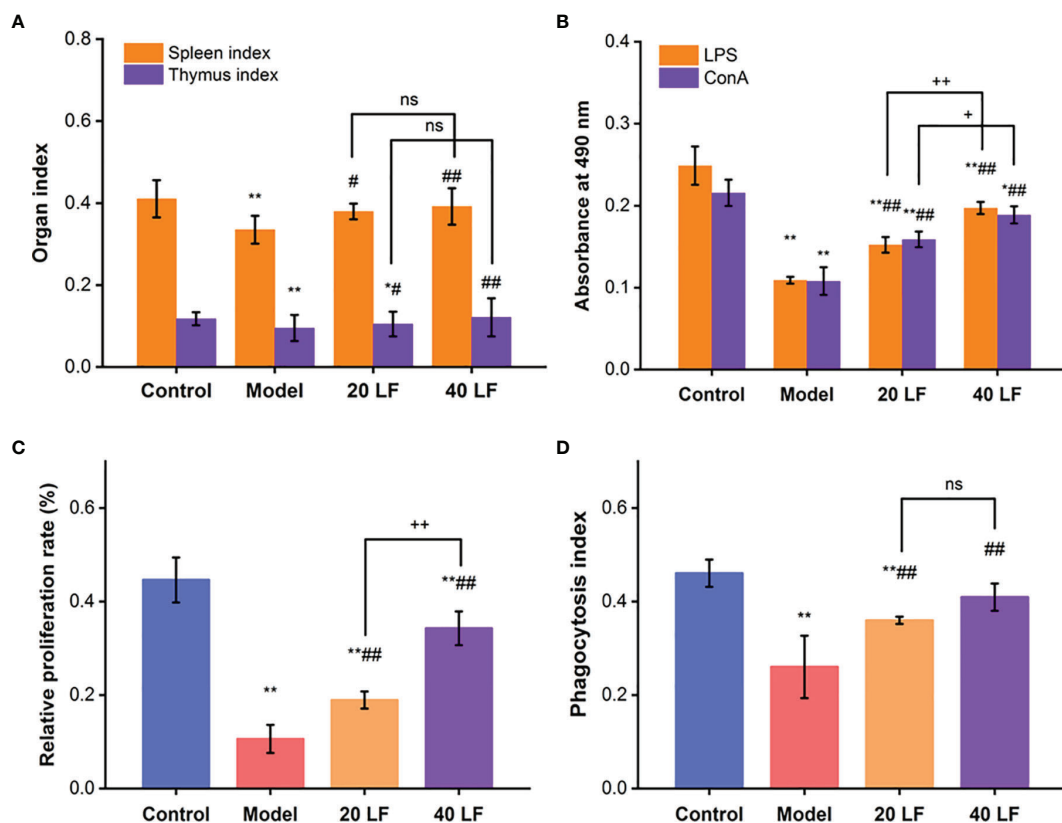 A
Organ index
0.8
0.6
0.4
0.2
0.0
Spleen index
Thymus index
ns
ns
**
**
#
*#
##
##
Control Model 20 LF 40 LF
B
Absorbance at 490 nm
0.4
0.3
0.2
0.1
0.0
LPS
ConA
++
+
**
**
**##
**##
**##
*##
Control Model 20 LF 40 LF
C
Relative proliferation rate (%)
0.6
0.4
0.2
0.0
++
**
**##
**##
Control Model 20 LF 40 LF
D
Phagocytosis index
0.6
0.4
0.2
0.0
ns
**
**##
##
Control Model 20 LF 40 LF